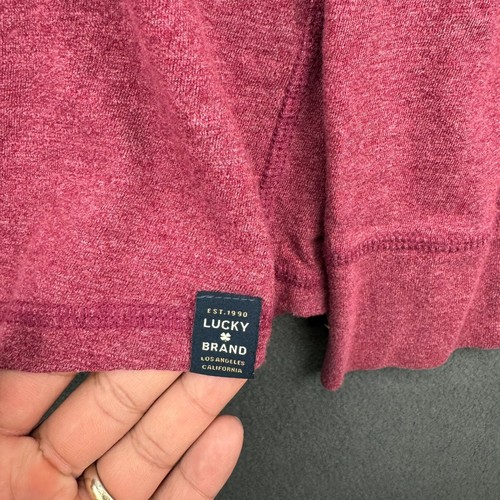 EST. 1990
LUCKY
BRAND
LOS ANGELES
CALIFORNIA